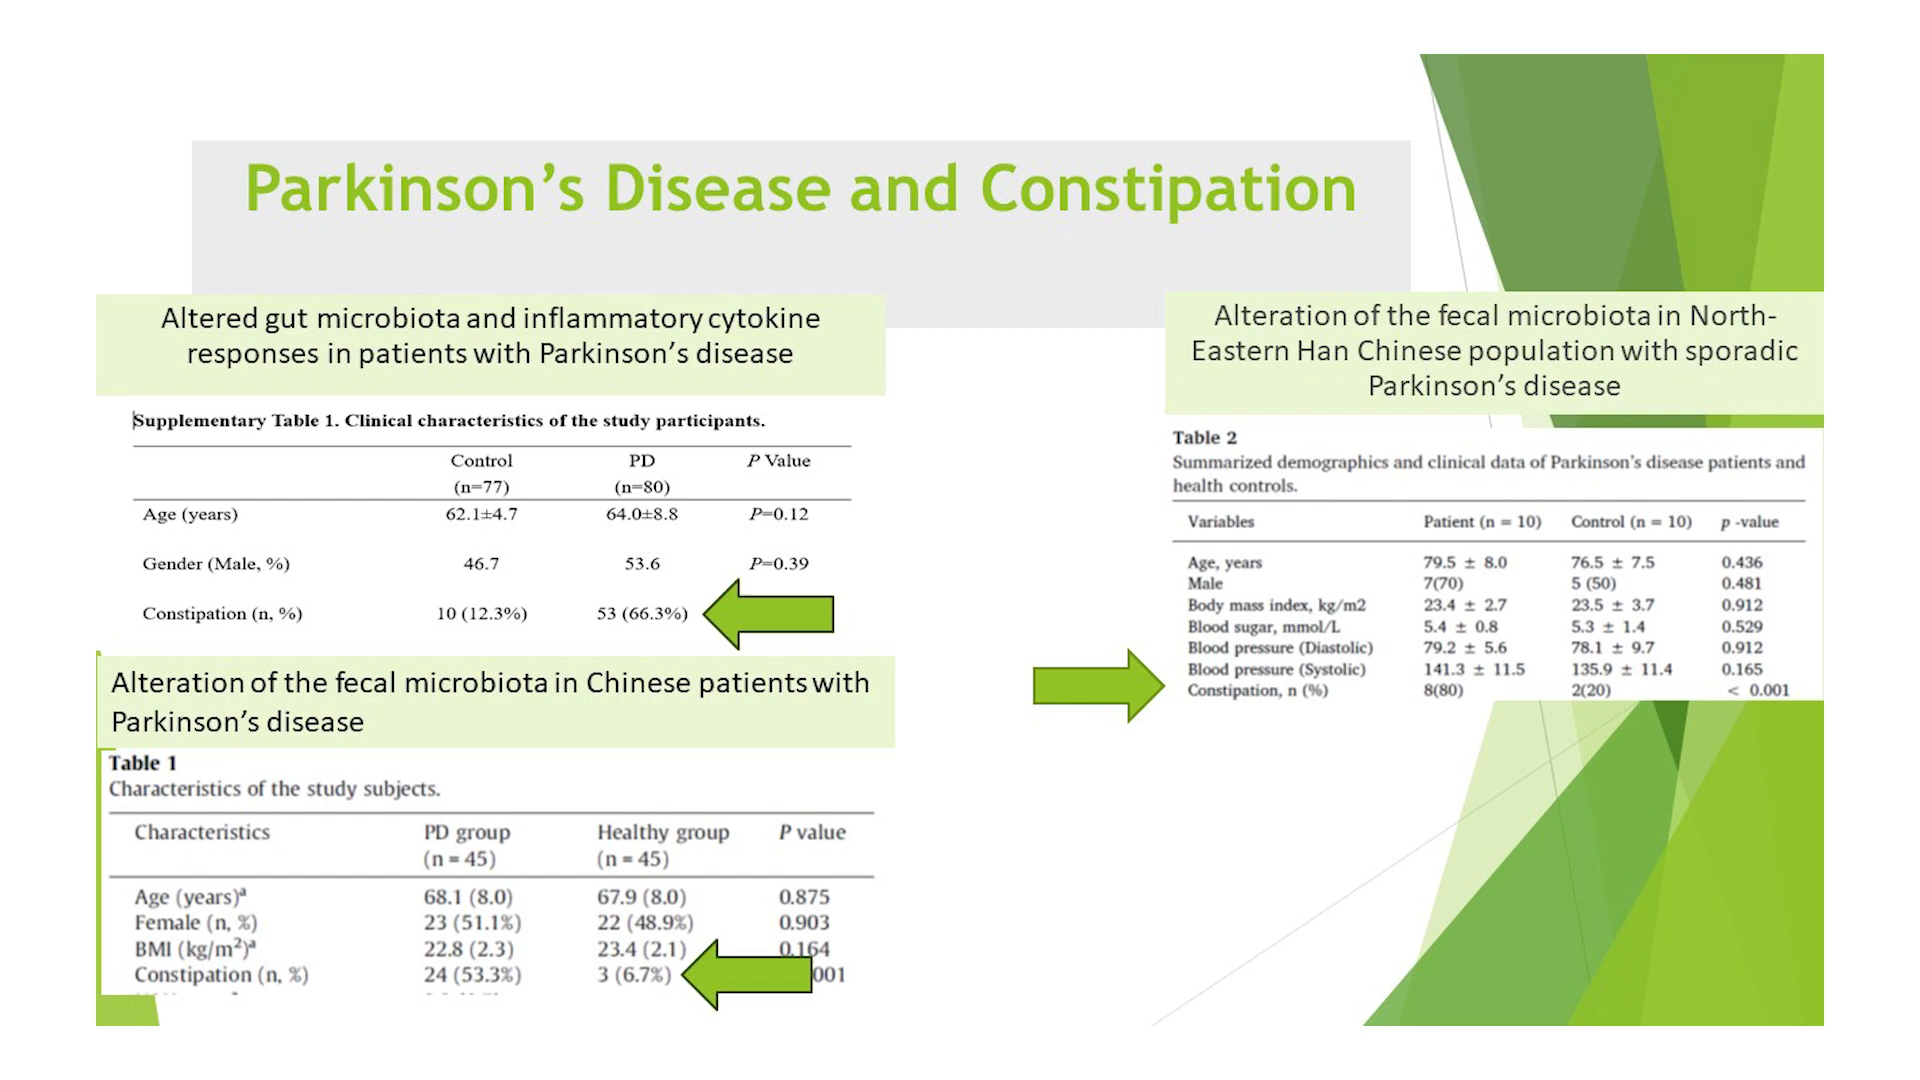 Parkinson's Disease and Constipation
Altered gut microbiota and inflammatory cytokine
responses in patients with Parkinson's disease
Supplementary Table 1. Clinical characteristics of the study participants.
Control PD P Value
(n=77) (n=80)
Age (years) 62.1±4.7 64.0±8.8 P=0.12
Gender (Male, %) 46.7 53.6 P=0.39
Constipation (n, %) 10 (12.3%) 53 (66.3%)
Alteration of the fecal microbiota in Chinese patients with
Parkinson's disease
Table 1
Characteristics of the study subjects.
Characteristics PD group Healthy group P value
(n = 45) (n = 45)
Age (years)ᵃ 68.1 (8.0) 67.9 (8.0) 0.875
Female (n, %) 23 (51.1%) 22 (48.9%) 0.903
BMI (kg/m²)ᵃ 22.8 (2.3) 23.4 (2.1) 0.164
Constipation (n, %) 24 (53.3%) 3 (6.7%) 001
Alteration of the fecal microbiota in North-
Eastern Han Chinese population with sporadic
Parkinson's disease
Table 2
Summarized demographics and clinical data of Parkinson's disease patients and
health controls.
Variables Patient (n = 10) Control (n = 10) p -value
Age, years 79.5 ± 8.0 76.5 ± 7.5 0.436
Male 7(70) 5 (50) 0.481
Body mass index, kg/m2 23.4 ± 2.7 23.5 ± 3.7 0.912
Blood sugar, mmol/L 5.4 ± 0.8 5.3 ± 1.4 0.529
Blood pressure (Diastolic) 79.2 ± 5.6 78.1 ± 9.7 0.912
Blood pressure (Systolic) 141.3 ± 11.5 135.9 ± 11.4 0.165
Constipation, n (%) 8(80) 2(20) < 0.001